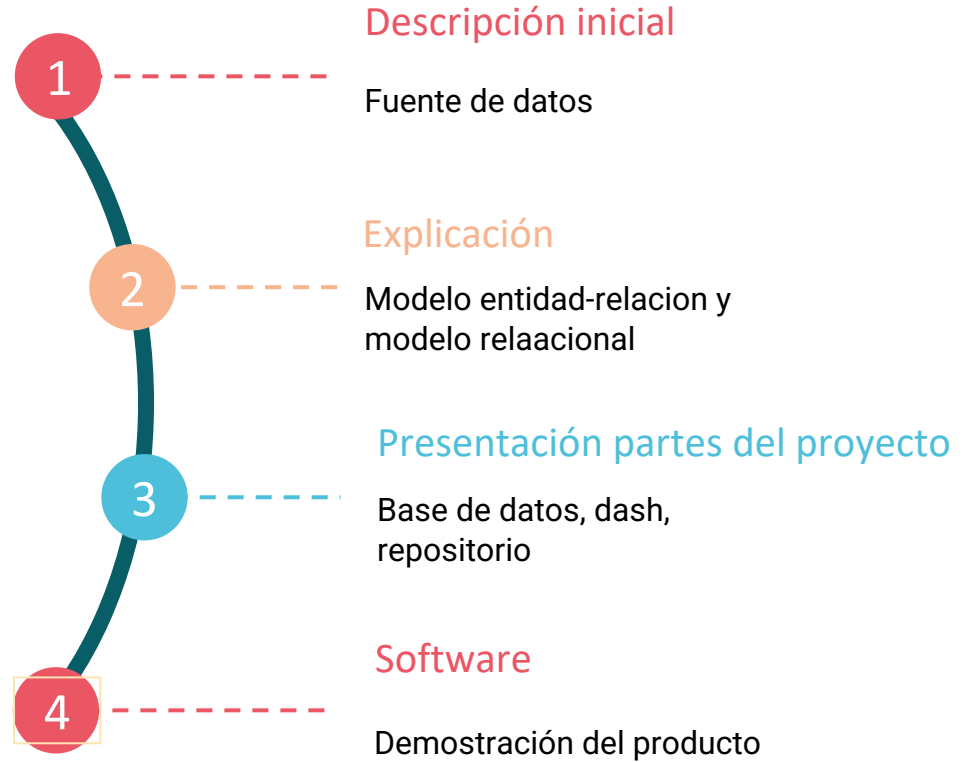 Descripción inicial
1
Fuente de datos
Explicación
2
Modelo entidad-relacion y
modelo relaacional
Presentación partes del proyecto
3
Base de datos, dash,
repositorio
Software
4
Demostración del producto